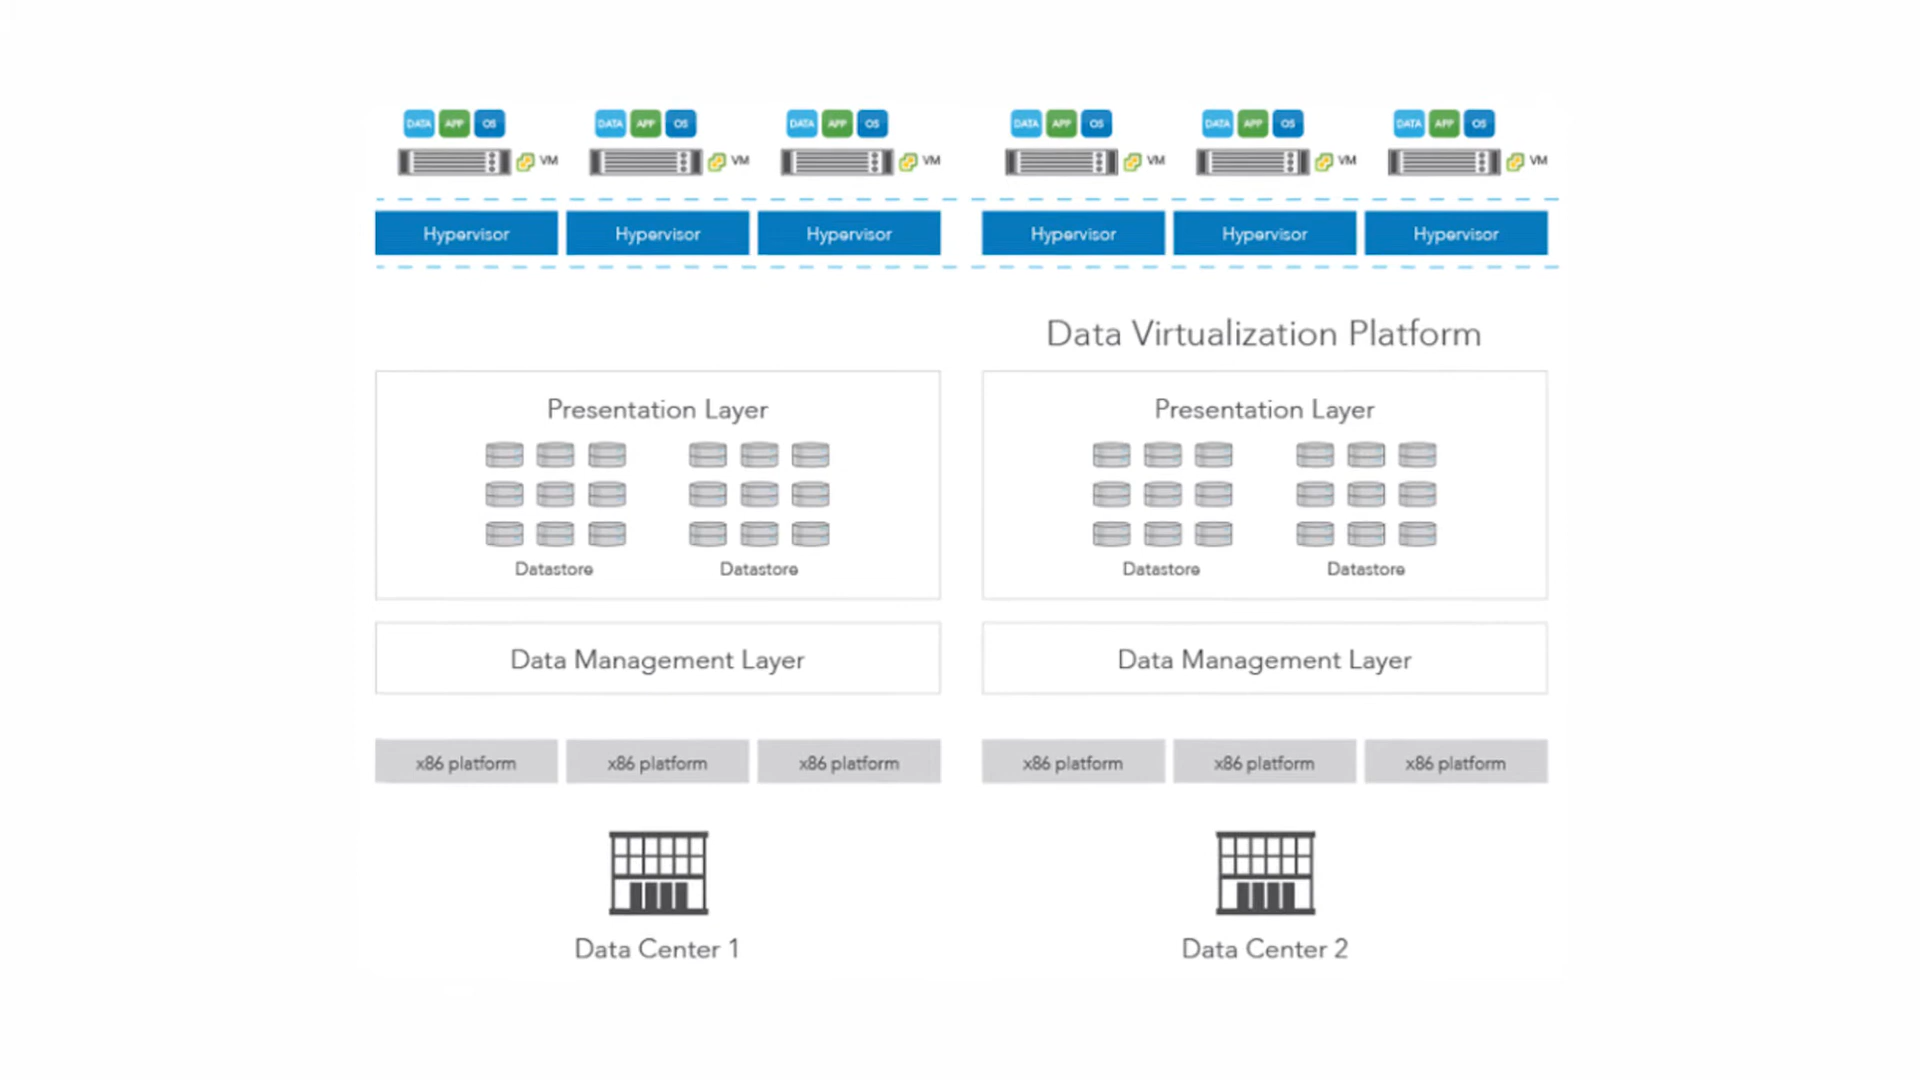 DATA APP OS DATA APP OS DATA APP OS DATA APP OS DATA APP OS DATA APP OS
VM VM VM VM VM VM
Hypervisor Hypervisor Hypervisor Hypervisor Hypervisor Hypervisor
Data Virtualization Platform
Presentation Layer Presentation Layer
Datastore Datastore Datastore Datastore
Data Management Layer Data Management Layer
x86 platform x86 platform x86 platform x86 platform x86 platform x86 platform
Data Center 1 Data Center 2